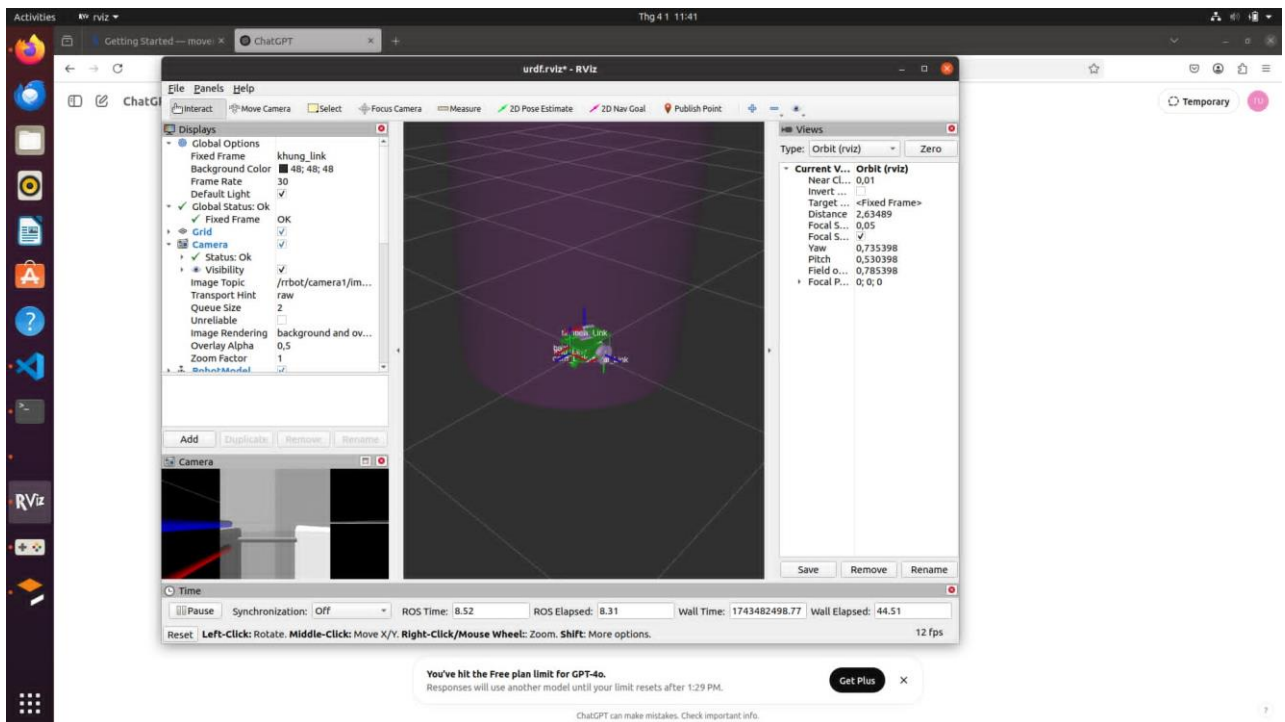 Activities
RViz rviz
Thg 4 1 11:41
Getting Started — move
ChatGPT
urdf.rviz* - RViz
ChatG
Temporary
TU
File Panels Help
Interact
Move Camera
Select
Focus Camera
Measure
2D Pose Estimate
2D Nav Goal
Publish Point
Displays
Global Options
Fixed Frame khung_link
Background Color 48; 48; 48
Frame Rate 30
Default Light
Global Status: Ok
Fixed Frame OK
Grid
Camera
Status: Ok
Visibility
Image Topic /rrbot/camera1/im...
Transport Hint raw
Queue Size 2
Unreliable
Image Rendering background and ov...
Overlay Alpha 0,5
Zoom Factor 1
RobotModel
Add Duplicate Remove Rename
Camera
Views
Type: Orbit (rviz) Zero
Current V... Orbit (rviz)
Near Cl... 0,01
Invert ...
Target ... <Fixed Frame>
Distance 2,63489
Focal S... 0,05
Focal S...
Yaw 0,735398
Pitch 0,530398
Field o... 0,785398
Focal P... 0; 0; 0
Save Remove Rename
RViz
Time
Pause Synchronization: Off ROS Time: 8.52 ROS Elapsed: 8.31 Wall Time: 1743482498.77 Wall Elapsed: 44.51
Reset Left-Click: Rotate. Middle-Click: Move X/Y. Right-Click/Mouse Wheel:: Zoom. Shift: More options. 12 fps
You've hit the Free plan limit for GPT-4o.
Responses will use another model until your limit resets after 1:29 PM.
Get Plus
ChatGPT can make mistakes. Check important info.
?